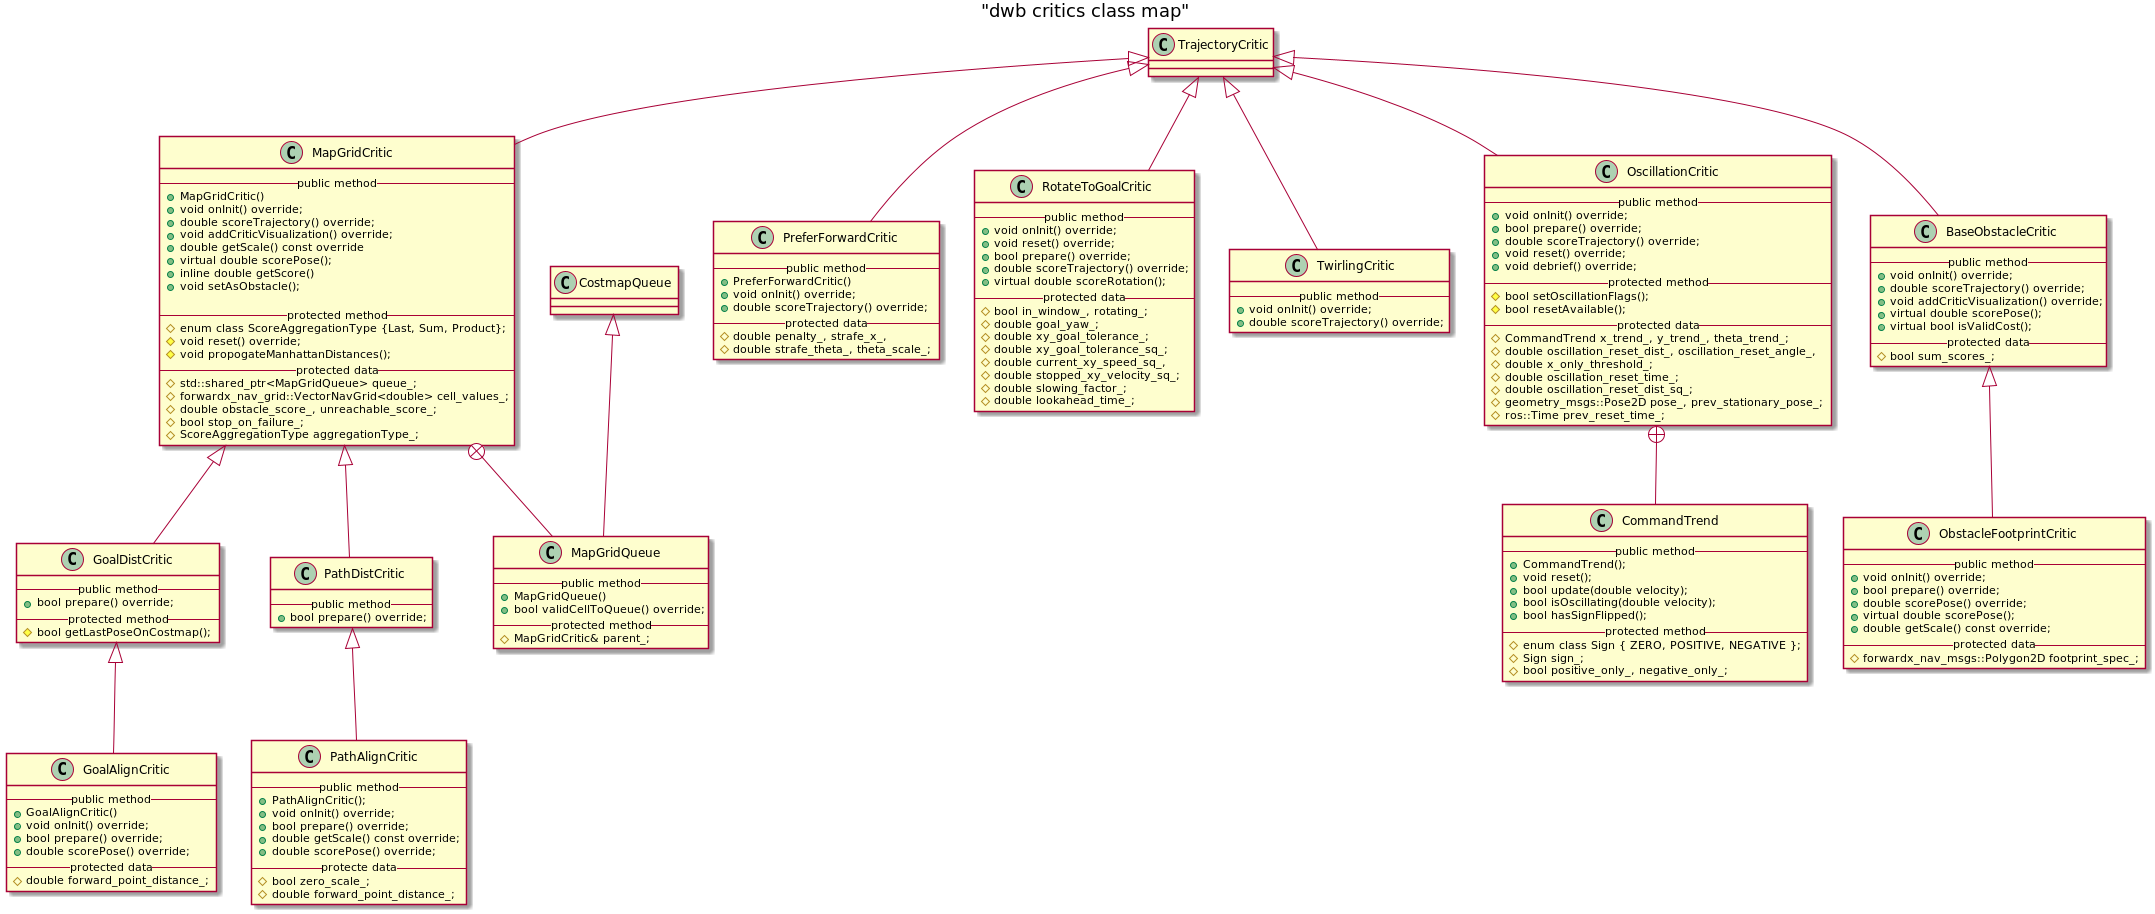 "dwb critics class map"
C TrajectoryCritic
C MapGridCritic
public method
MapGridCritic()
void onInit() override;
double scoreTrajectory() override;
void addCriticVisualization() override;
double getScale() const override
virtual double scorePose();
inline double getScore()
void setAsObstacle();
protected method
enum class ScoreAggregationType {Last, Sum, Product};
void reset() override;
void propogateManhattanDistances();
protected data
std::shared_ptr<MapGridQueue> queue_;
forwardx_nav_grid::VectorNavGrid<double> cell_values_;
double obstacle_score_, unreachable_score_;
bool stop_on_failure_;
ScoreAggregationType aggregationType_;
C CostmapQueue
C PreferForwardCritic
public method
PreferForwardCritic()
void onInit() override;
double scoreTrajectory() override;
protected data
double penalty_, strafe_x_,
double strafe_theta_, theta_scale_;
C RotateToGoalCritic
public method
void onInit() override;
void reset() override;
bool prepare() override;
double scoreTrajectory() override;
virtual double scoreRotation();
protected data
bool in_window_, rotating_;
double goal_yaw_;
double xy_goal_tolerance_;
double xy_goal_tolerance_sq_;
double current_xy_speed_sq_,
double stopped_xy_velocity_sq_;
double slowing_factor_;
double lookahead_time_;
C TwirlingCritic
public method
void onInit() override;
double scoreTrajectory() override;
C OscillationCritic
public method
void onInit() override;
bool prepare() override;
double scoreTrajectory() override;
void reset() override;
void debrief() override;
protected method
bool setOscillationFlags();
bool resetAvailable();
protected data
CommandTrend x_trend_, y_trend_, theta_trend_;
double oscillation_reset_dist_, oscillation_reset_angle_,
double x_only_threshold_;
double oscillation_reset_time_;
double oscillation_reset_dist_sq_;
geometry_msgs::Pose2D pose_, prev_stationary_pose_;
ros::Time prev_reset_time_;
C BaseObstacleCritic
public method
void onInit() override;
double scoreTrajectory() override;
void addCriticVisualization() override;
virtual double scorePose();
virtual bool isValidCost();
protected data
bool sum_scores_;
C GoalDistCritic
public method
bool prepare() override;
protected method
bool getLastPoseOnCostmap();
C PathDistCritic
public method
bool prepare() override;
C MapGridQueue
public method
MapGridQueue()
bool validCellToQueue() override;
protected method
MapGridCritic& parent_;
C CommandTrend
public method
CommandTrend();
void reset();
bool update(double velocity);
bool isOscillating(double velocity);
bool hasSignFlipped();
protected method
enum class Sign { ZERO, POSITIVE, NEGATIVE };
Sign sign_;
bool positive_only_, negative_only_;
C ObstacleFootprintCritic
public method
void onInit() override;
bool prepare() override;
double scorePose() override;
virtual double scorePose();
double getScale() const override;
protected data
forwardx_nav_msgs::Polygon2D footprint_spec_;
C GoalAlignCritic
public method
GoalAlignCritic()
void onInit() override;
bool prepare() override;
double scorePose() override;
protected data
double forward_point_distance_;
C PathAlignCritic
public method
PathAlignCritic();
void onInit() override;
bool prepare() override;
double getScale() const override;
double scorePose() override;
protecte data
bool zero_scale_;
double forward_point_distance_;